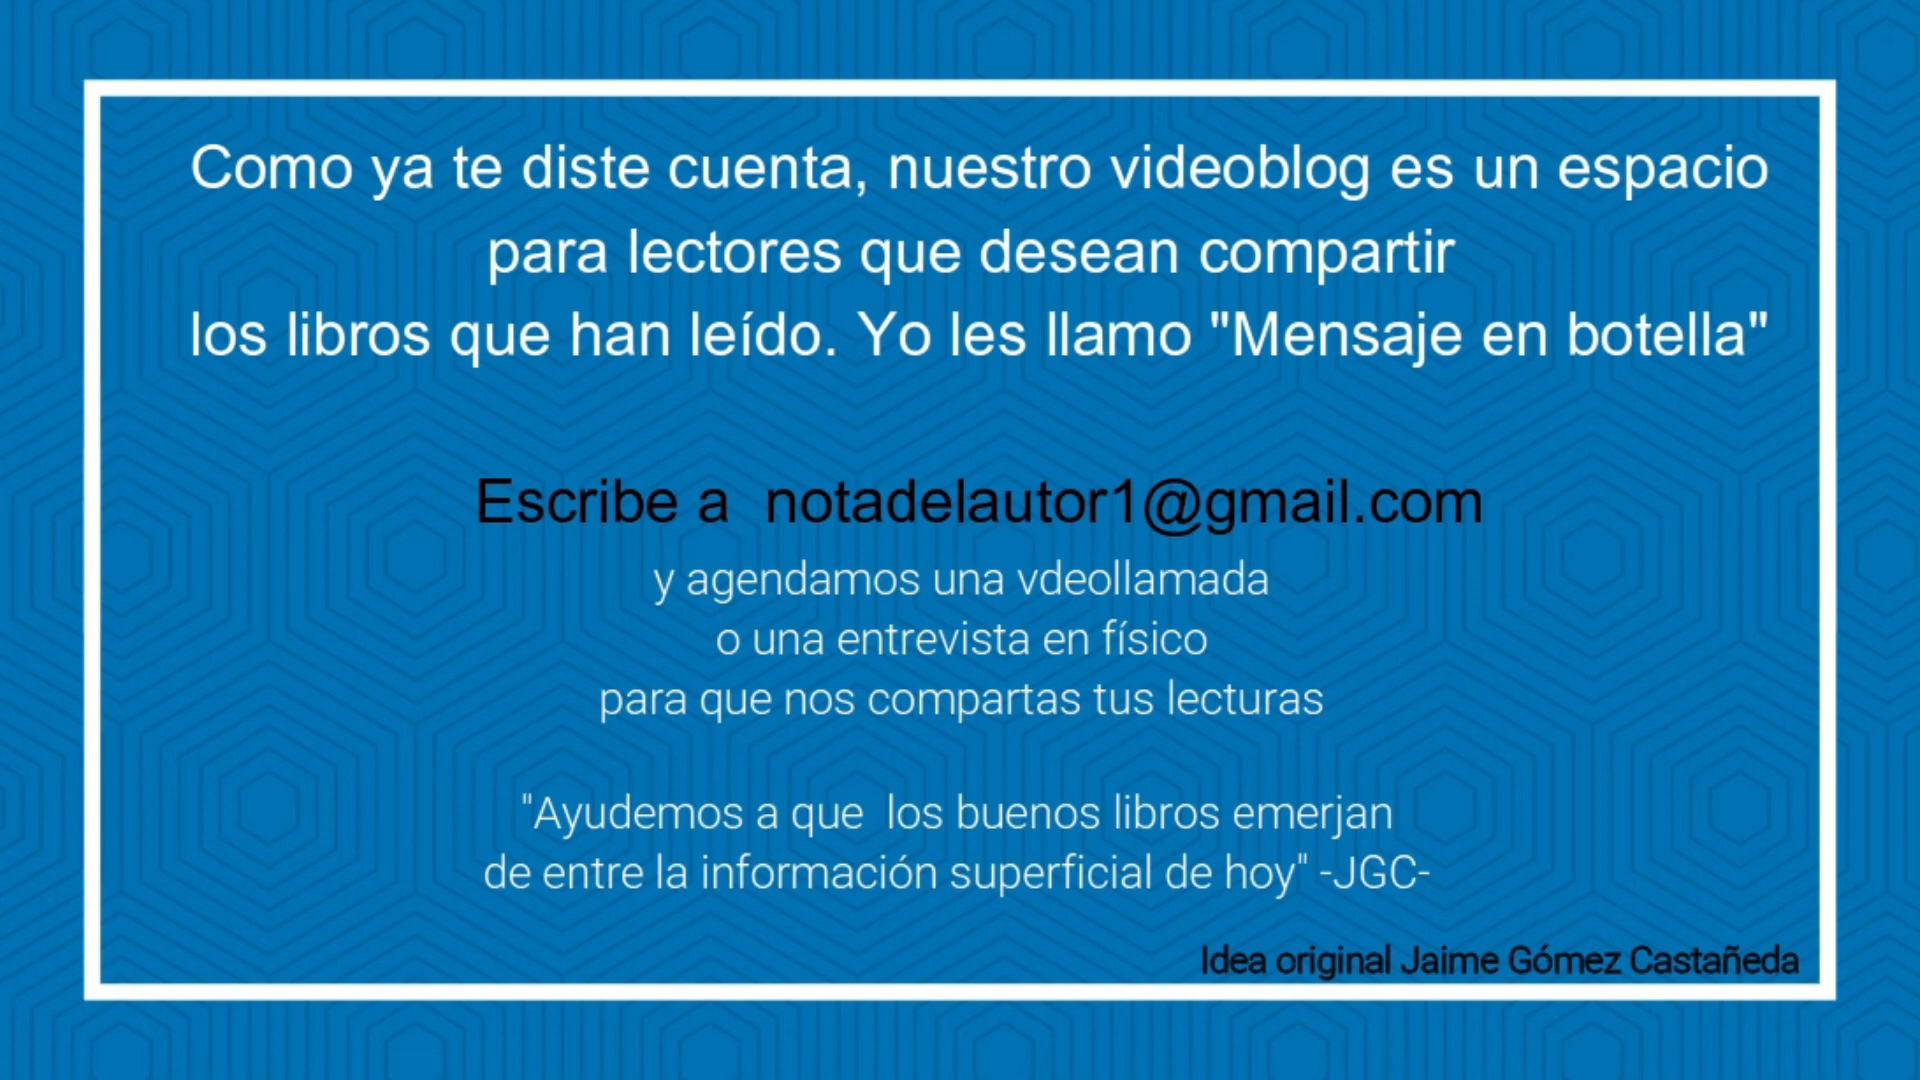 Como ya te diste cuenta, nuestro videoblog es un espacio
para lectores que desean compartir
los libros que han leído. Yo les llamo "Mensaje en botella"
Escribe a  notadelautor1@gmail.com
y agendamos una vdeollamada
o una entrevista en físico
para que nos compartas tus lecturas
"Ayudemos a que  los buenos libros emerjan
de entre la información superficial de hoy" -JGC-
Idea original Jaime Gómez Castañeda